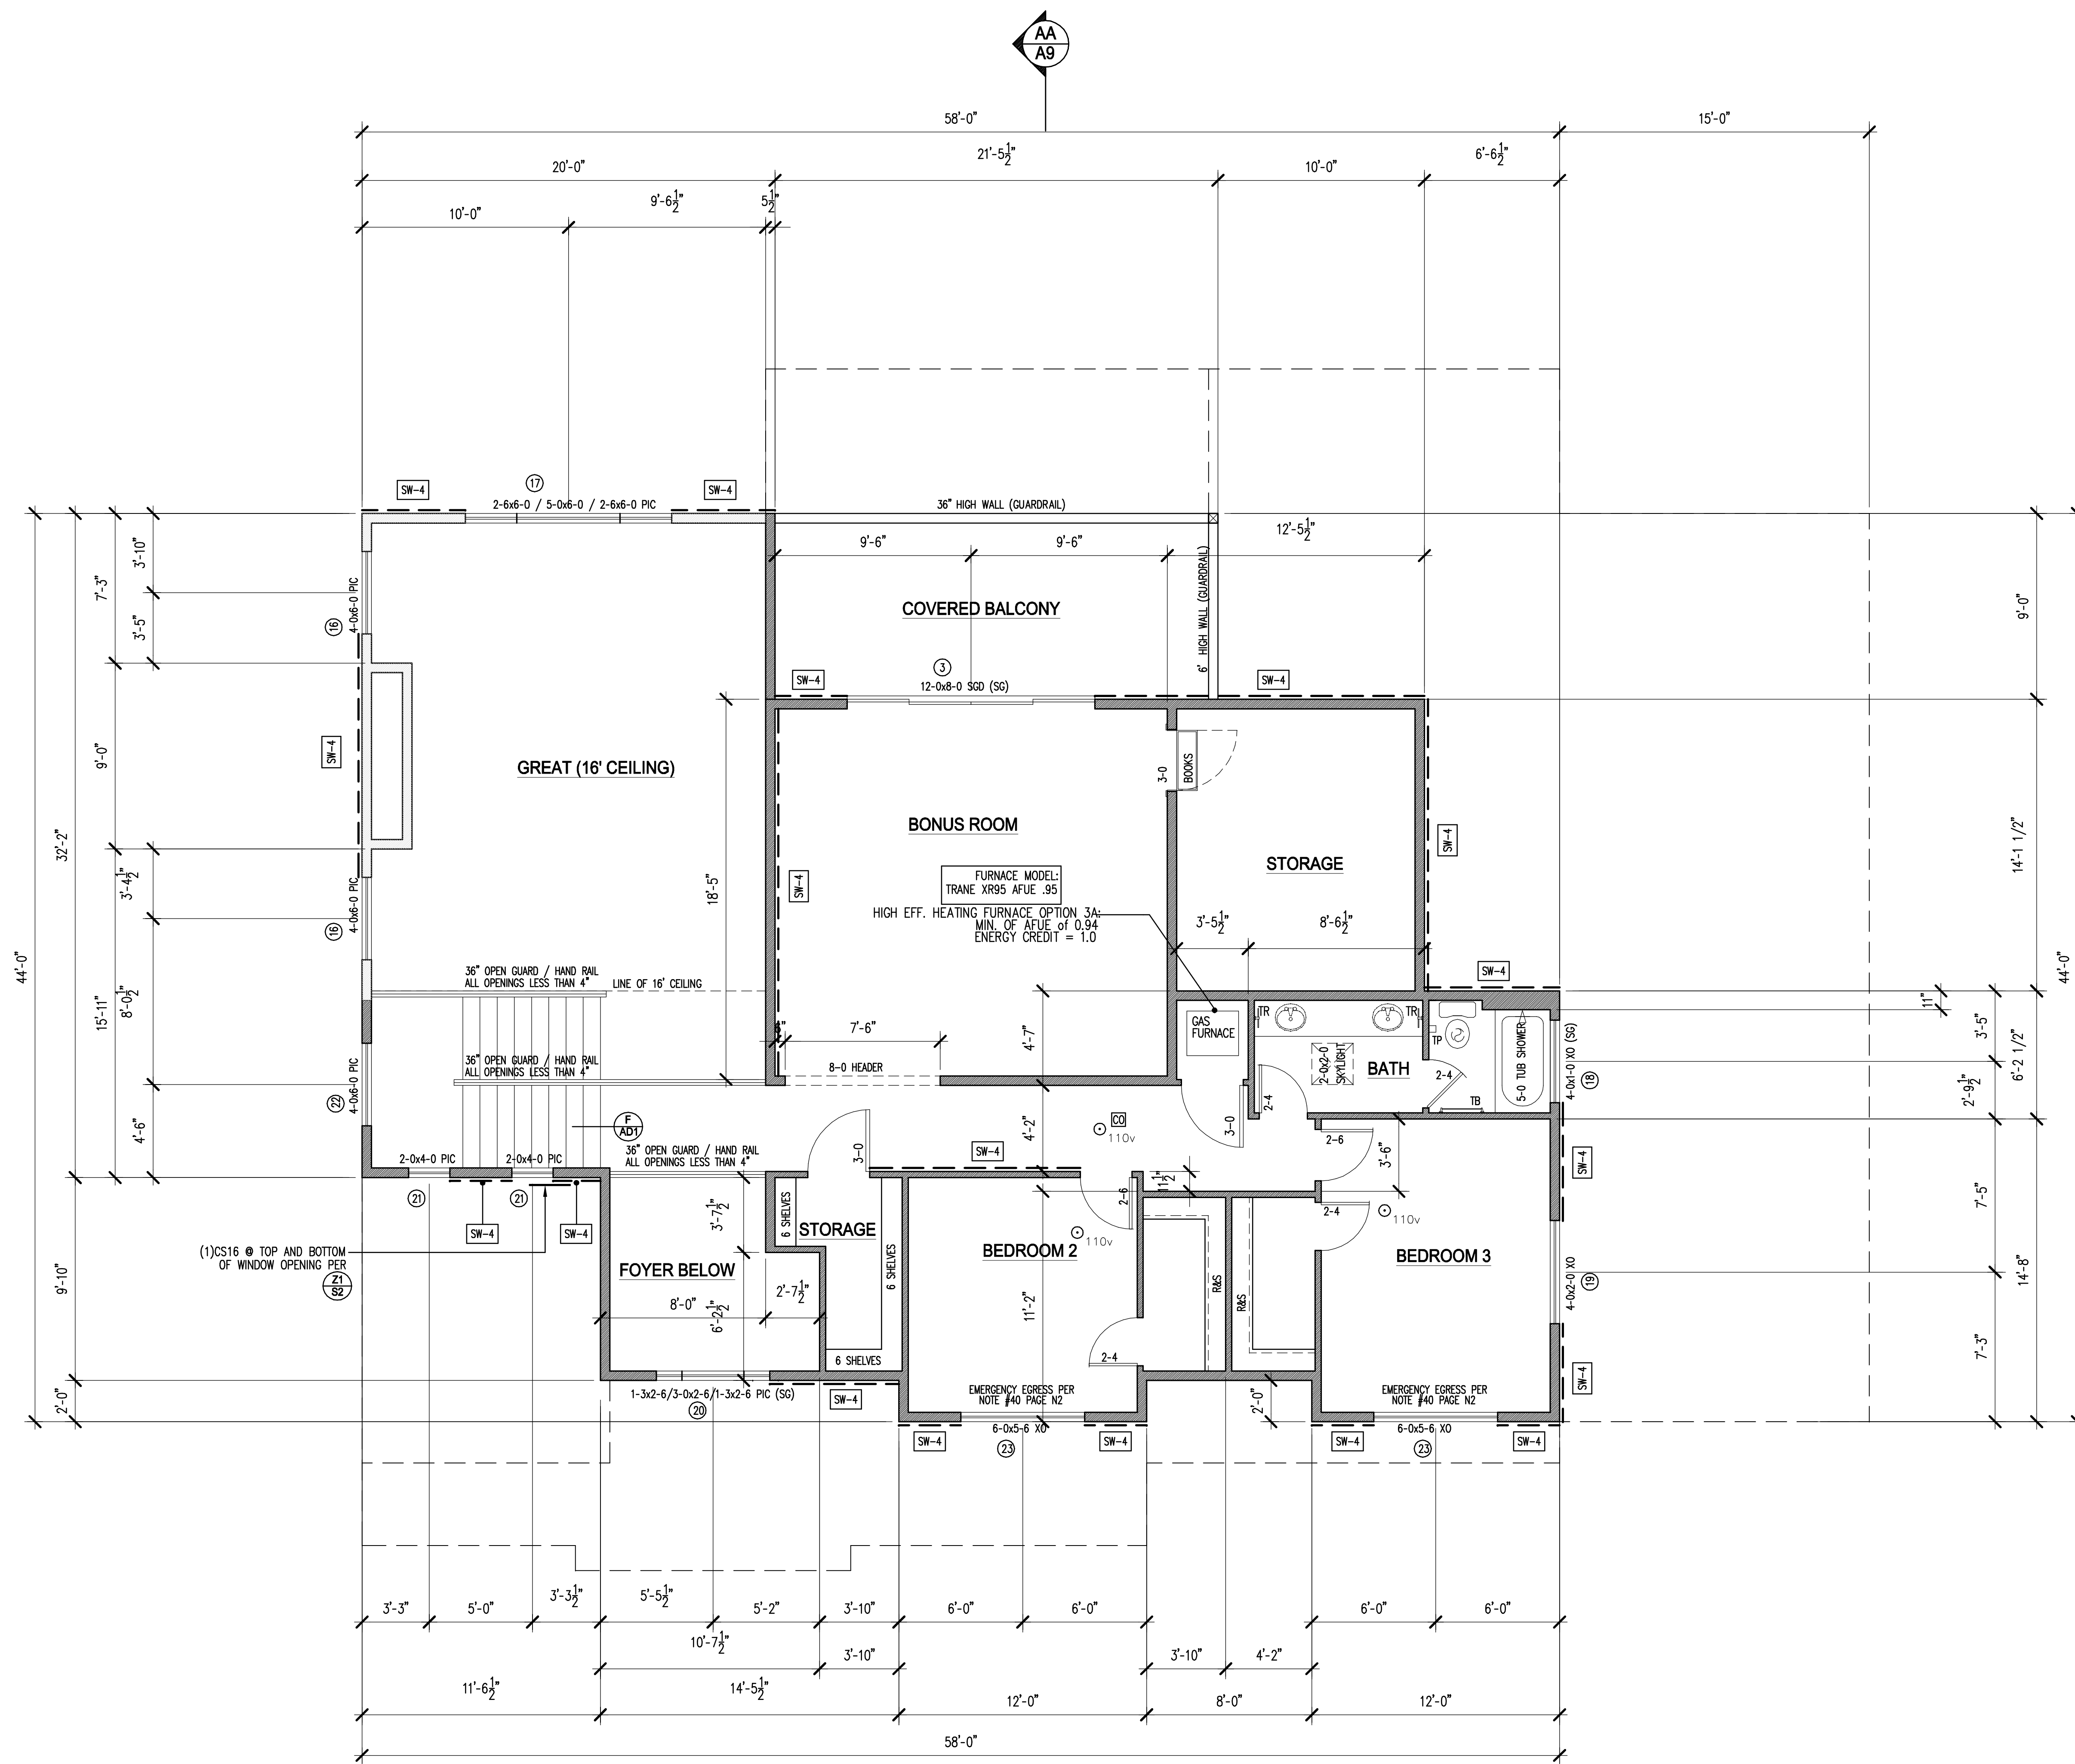 AA
A9
58'-0"
15'-0"
21'-5 1/2"
6'-6 1/2"
20'-0"
10'-0"
10'-0"
9'-6 1/2"
5 1/2"
SW-4
17
SW-4
2-6x6-0 / 5-0x6-0 / 2-6x6-0 PIC
36" HIGH WALL (GUARDRAIL)
12'-5 1/2"
9'-6"
9'-6"
3'-10"
7'-3"
3'-5"
16
4-0x6-0 PIC
COVERED BALCONY
6' HIGH WALL (GUARDRAIL)
9'-0"
3
SW-4
12-0x8-0 SGD (SG)
SW-4
SW-4
9'-0"
GREAT (16' CEILING)
3-0
BOOKS
BONUS ROOM
SW-4
14'-1 1/2"
32'-2"
STORAGE
3'-4 1/2"
18'-5"
SW-4
FURNACE MODEL:
TRANE XR95 AFUE .95
HIGH EFF. HEATING FURNACE OPTION 3A:
MIN. OF AFUE of 0.94
ENERGY CREDIT = 1.0
3'-5 1/2"
8'-6 1/2"
16
4-0x6-0 PIC
44'-0"
44'-0"
15'-11"
8'-0 1/2"
36" OPEN GUARD / HAND RAIL
ALL OPENINGS LESS THAN 4"
LINE OF 16' CEILING
SW-4
11"
3'-5"
6'-2 1/2"
2'-9 1/2"
7'-6"
4'-7"
GAS
FURNACE
TR
TR
TP
2-0x2-0
SKYLIGHT
BATH
2-4
TB
5-0 TUB SHOWER
4-0x1-0 XO (SG)
18
36" OPEN GUARD / HAND RAIL
ALL OPENINGS LESS THAN 4"
8-0 HEADER
22
4-0x6-0 PIC
4'-6"
F
AD1
36" OPEN GUARD / HAND RAIL
ALL OPENINGS LESS THAN 4"
3-0
4'-2"
CO
110v
SW-4
3-0
2-4
2-6
3'-6"
SW-4
2-0x4-0 PIC
2-0x4-0 PIC
21
21
SW-4
SW-4
3'-7 1/2"
6 SHELVES
STORAGE
6 SHELVES
11 1/2"
2-6
2-4
110v
110v
7'-5"
(1)CS16 @ TOP AND BOTTOM
OF WINDOW OPENING PER
Z1
S2
FOYER BELOW
BEDROOM 2
BEDROOM 3
9'-10"
8'-0"
6'-2 1/2"
2'-7 1/2"
11'-2"
R&S
R&S
4-0x2-0 XO
19
14'-8"
7'-3"
6 SHELVES
2-4
SW-4
2'-0"
1-3x2-6/3-0x2-6/1-3x2-6 PIC (SG)
20
SW-4
EMERGENCY EGRESS PER
NOTE #40 PAGE N2
2'-0"
EMERGENCY EGRESS PER
NOTE #40 PAGE N2
6-0x5-6 XO
6-0x5-6 XO
SW-4
23
SW-4
SW-4
23
SW-4
3'-3"
5'-0"
3'-3 1/2"
5'-5 1/2"
5'-2"
3'-10"
6'-0"
6'-0"
6'-0"
6'-0"
10'-7 1/2"
3'-10"
3'-10"
4'-2"
11'-6 1/2"
14'-5 1/2"
12'-0"
8'-0"
12'-0"
58'-0"